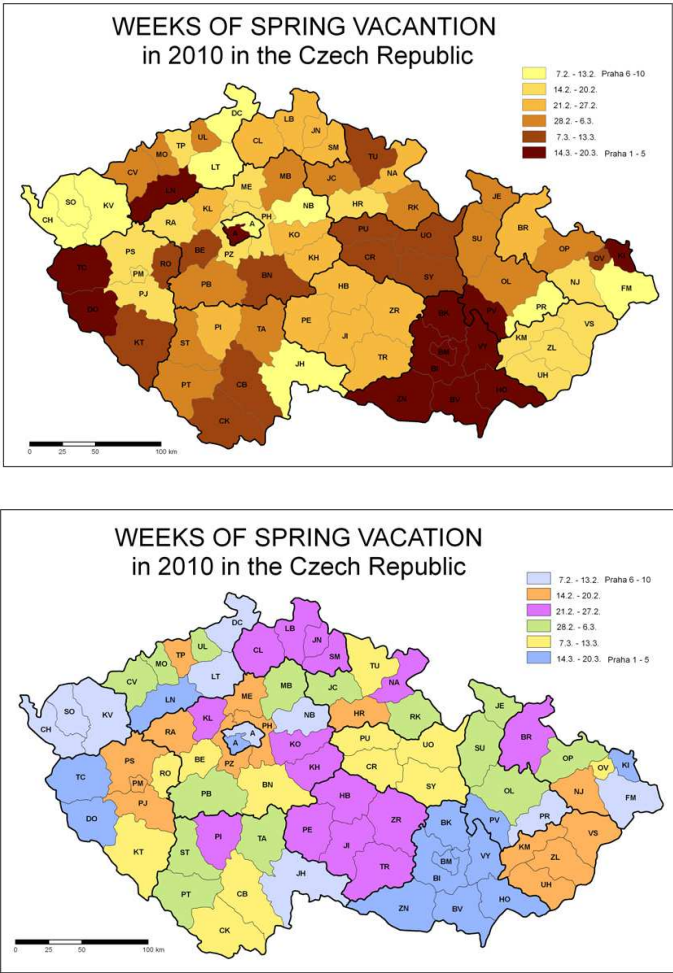 WEEKS OF SPRING VACANTION
in 2010 in the Czech Republic
7.2. - 13.2. Praha 6 -10
14.2. - 20.2.
21.2. - 27.2.
28.2. - 6.3.
7.3. - 13.3.
14.3. - 20.3. Praha 1 - 5
DC
LB
CL
JN
SM
UL
TP
MO
CV
LT
TU
NA
LN
ME
MB
JC
SO
KV
CH
KL
NB
HR
RK
JE
RA
PH
A
PU
UO
SU
BR
BE
PZ
KO
PS
RO
OP
OV
TC
PM
KH
CR
BN
SY
OL
NJ
FM
PJ
PB
HB
PR
DO
PE
ZR
BK
PV
VS
KT
ST
PI
TA
JI
BM
VY
KM
ZL
JH
TR
BI
UH
PT
CB
ZN
BV
HO
CK
0 25 50 100 km
WEEKS OF SPRING VACATION
in 2010 in the Czech Republic
7.2. - 13.2. Praha 6 - 10
14.2. - 20.2.
21.2. - 27.2.
28.2. - 6.3.
7.3. - 13.3.
14.3. - 20.3. Praha 1 - 5
DC
LB
CL
JN
SM
UL
TP
MO
CV
LT
TU
NA
LN
ME
MB
JC
SO
KV
CH
KL
NB
HR
RK
JE
RA
PH
A
A
PU
UO
SU
BR
BE
PZ
KO
PS
RO
OP
OV
KI
TC
PM
KH
CR
BN
SY
OL
NJ
FM
PJ
PB
HB
PR
DO
PE
ZR
BK
PV
VS
KT
ST
PI
TA
JI
BM
VY
KM
ZL
JH
TR
BI
UH
PT
CB
ZN
BV
HO
CK
0 25 50 100 km